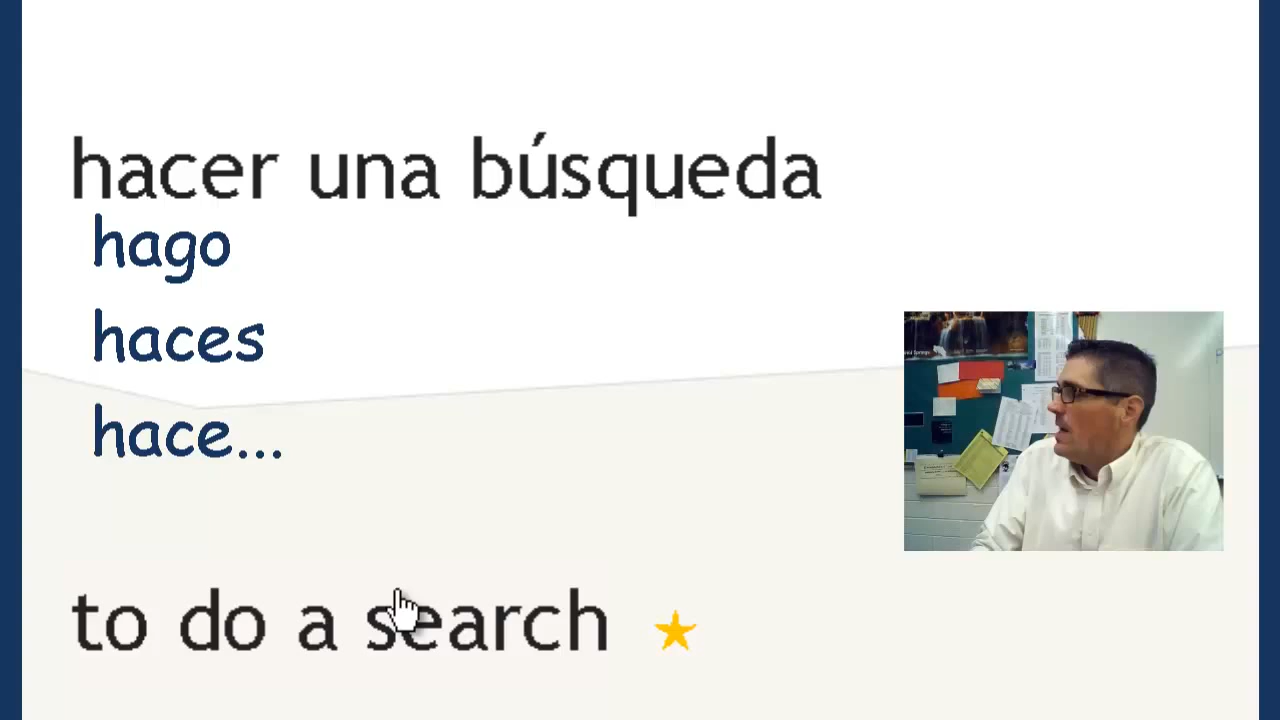 hacer una búsqueda
hago
haces
hace...
to do a search